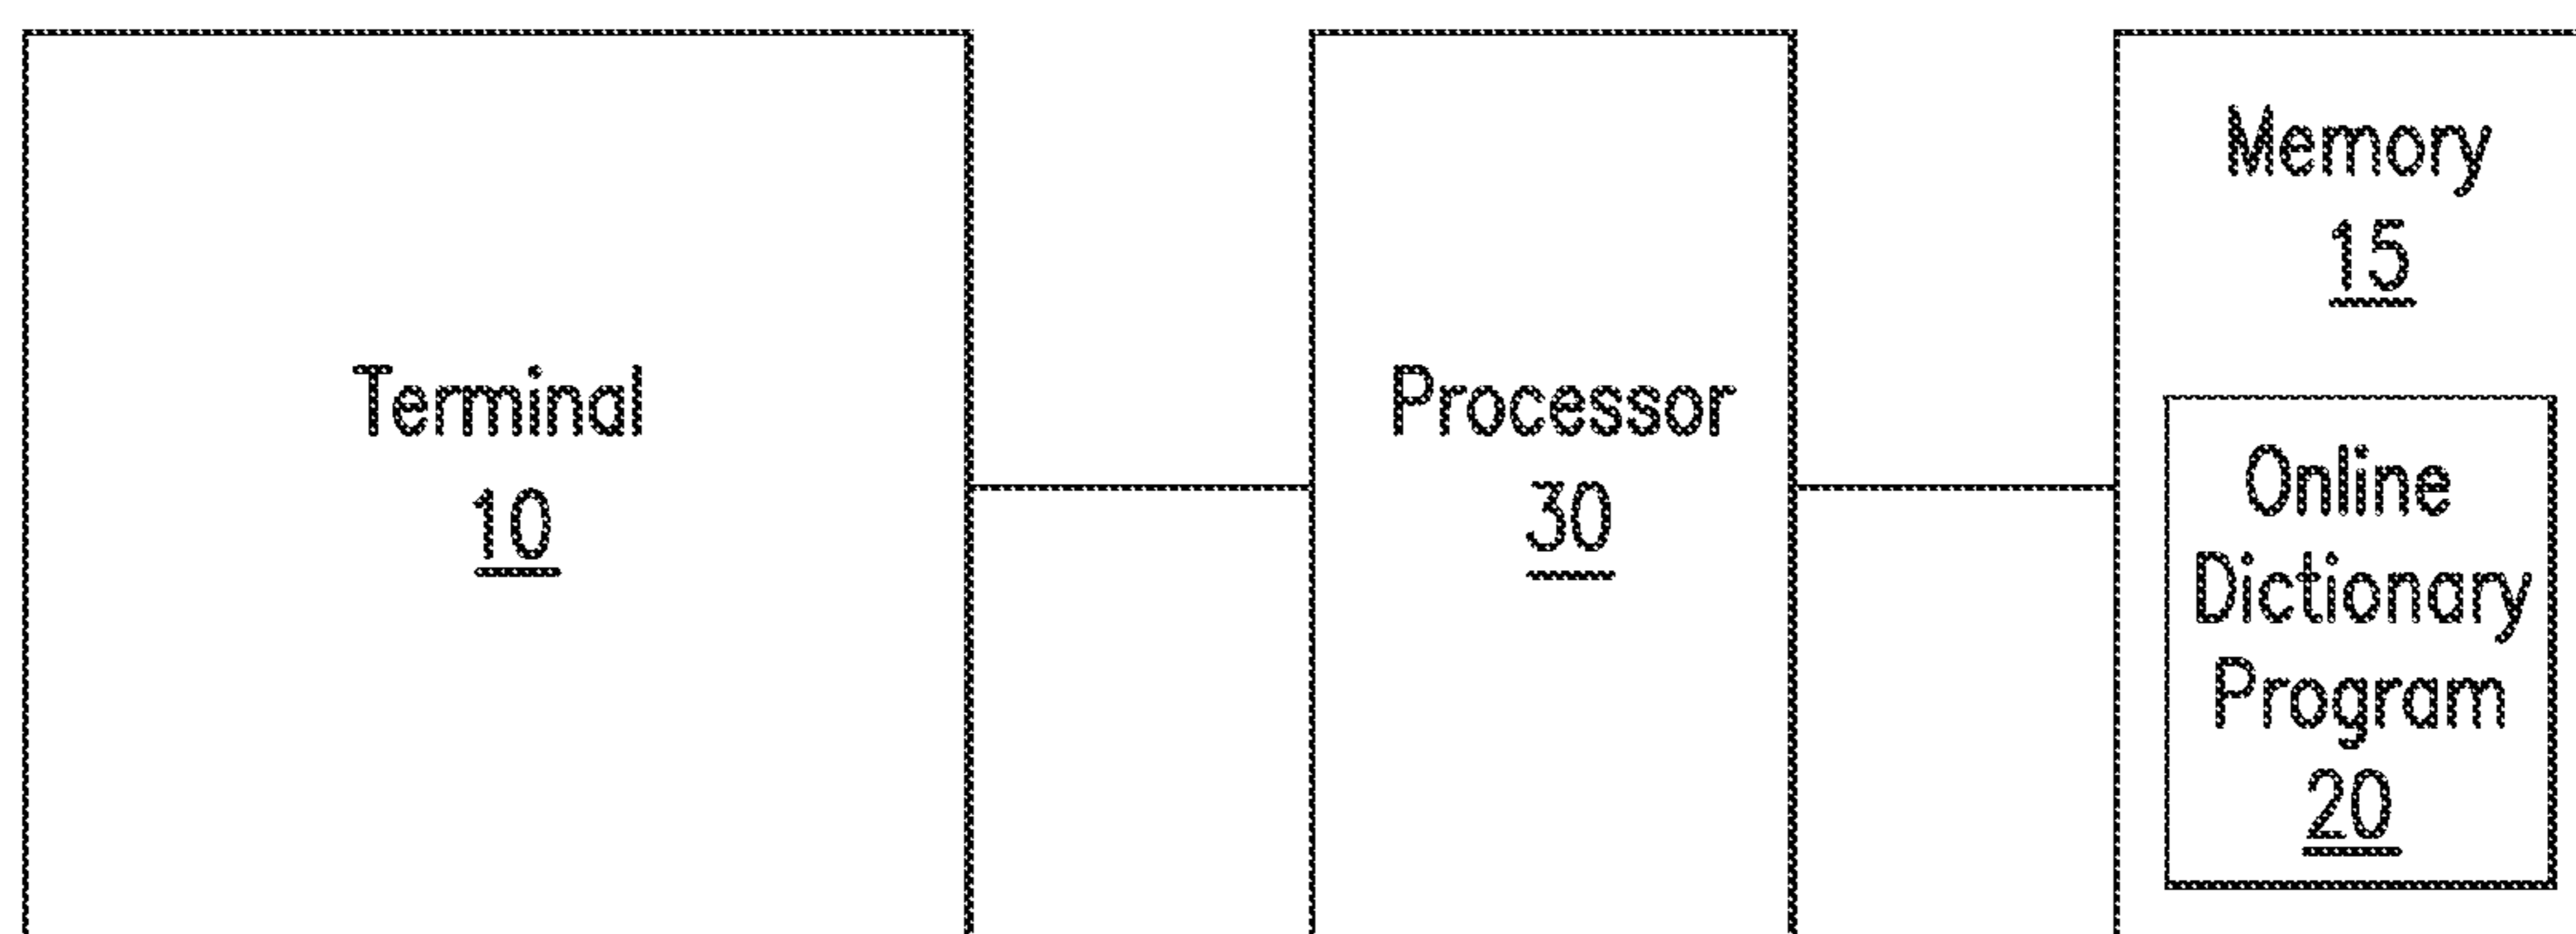 Terminal
10
Processor
30
Memory
15
Online
Dictionary
Program
20